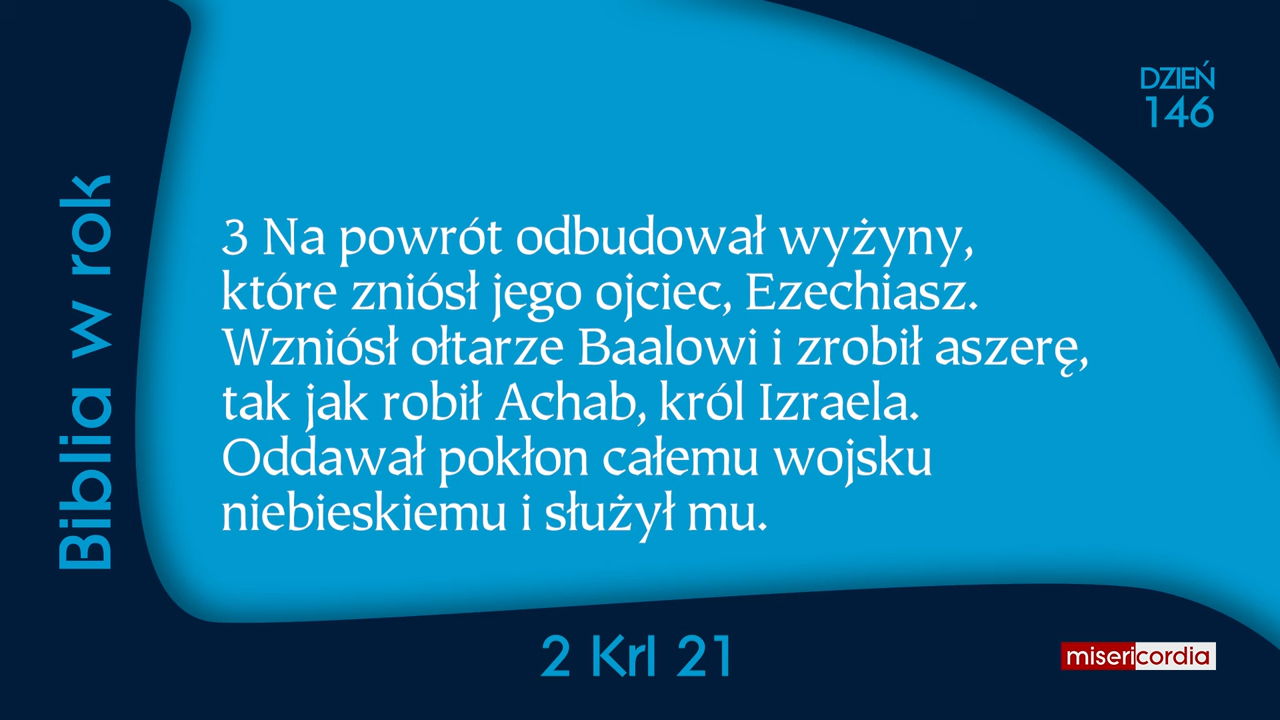 DZIEŃ
146
Biblia w rok
3 Na powrót odbudował wyżyny,
które zniósł jego ojciec, Ezechiasz.
Wzniósł ołtarze Baalowi i zrobił aszerę,
tak jak robił Achab, król Izraela.
Oddawał pokłon całemu wojsku
niebieskiemu i służył mu.
2 Krl 21
misericordia